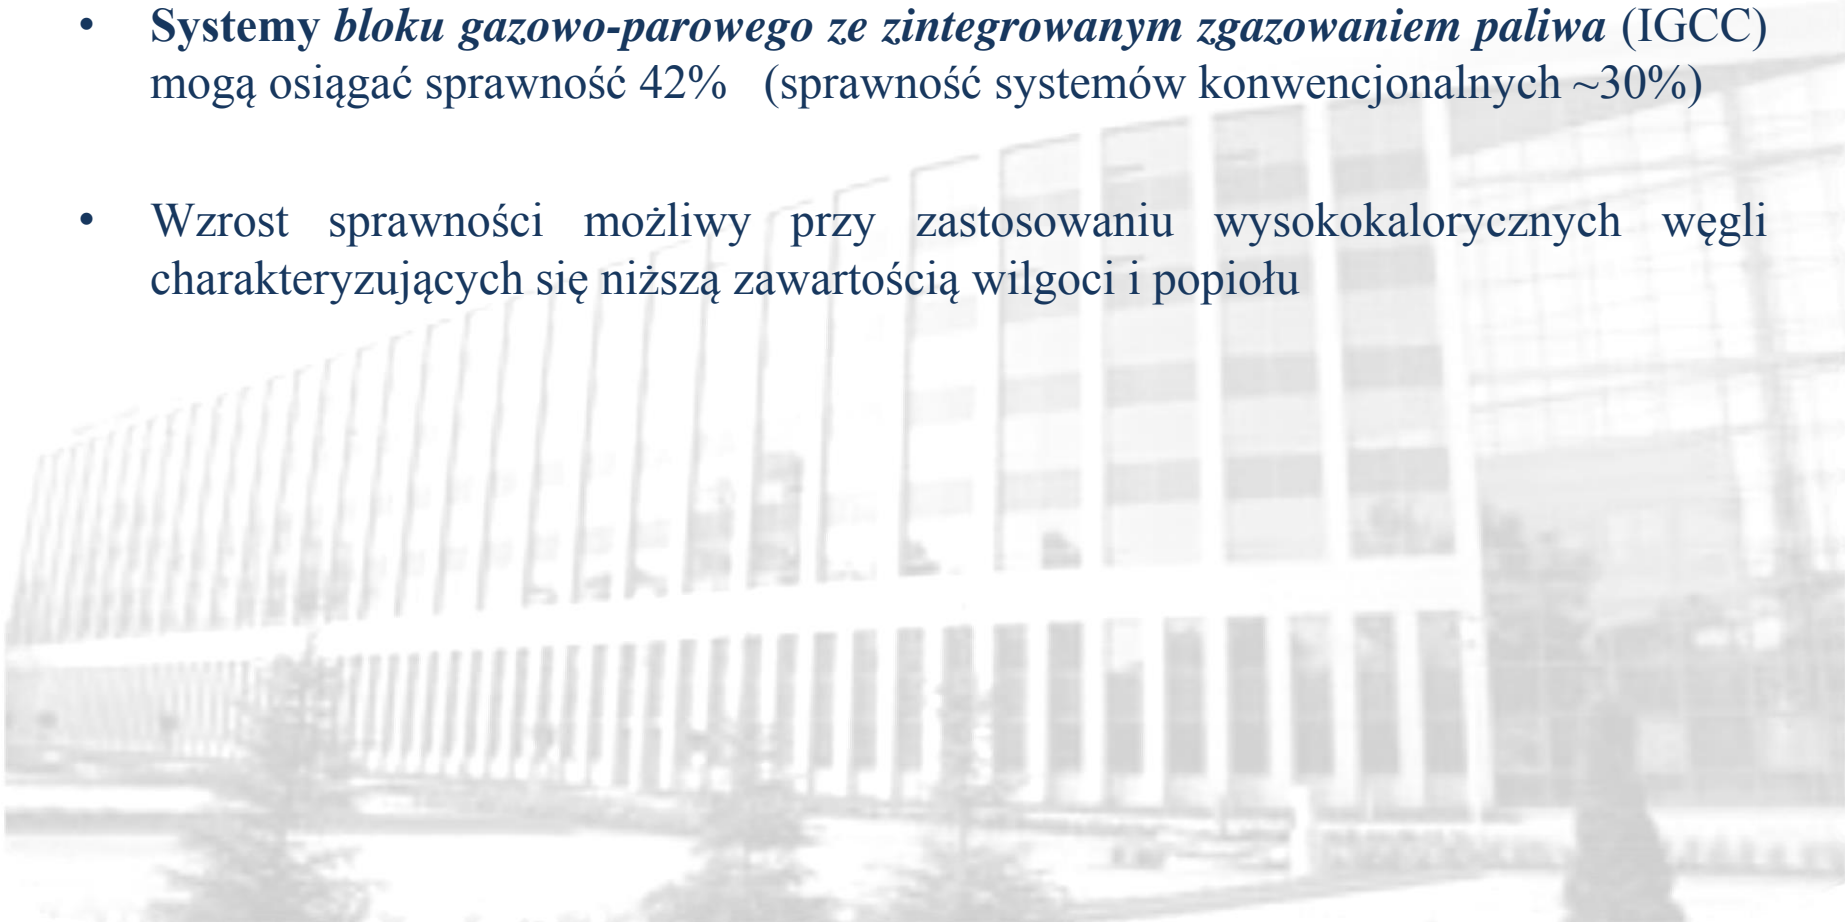 • Systemy bloku gazowo-parowego ze zintegrowanym zgazowaniem paliwa (IGCC)
mogą osiągać sprawność 42% (sprawność systemów konwencjonalnych ~30%)
• Wzrost sprawności możliwy przy zastosowaniu wysokokalorycznych węgli
charakteryzujących się niższą zawartością wilgoci i popiołu